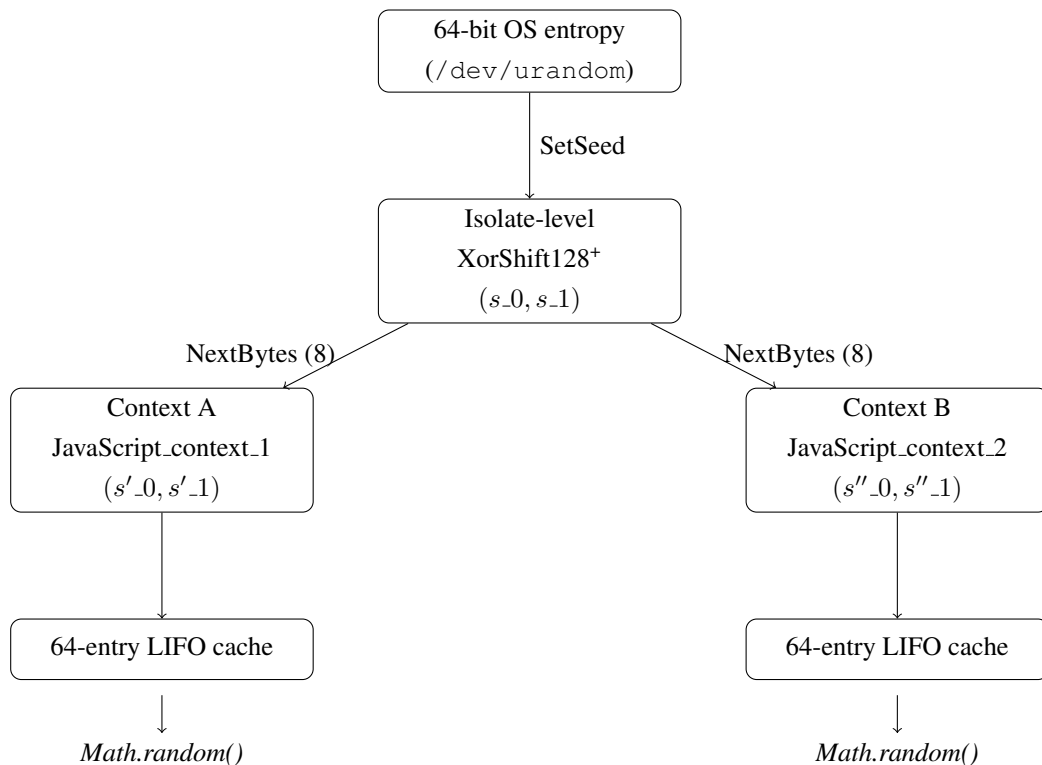 64-bit OS entropy
(/dev/urandom)
SetSeed
Isolate-level
XorShift128⁺
(s_0, s_1)
NextBytes (8)
NextBytes (8)
Context A
JavaScript_context_1
(s′_0, s′_1)
Context B
JavaScript_context_2
(s″_0, s″_1)
64-entry LIFO cache
64-entry LIFO cache
Math.random()
Math.random()